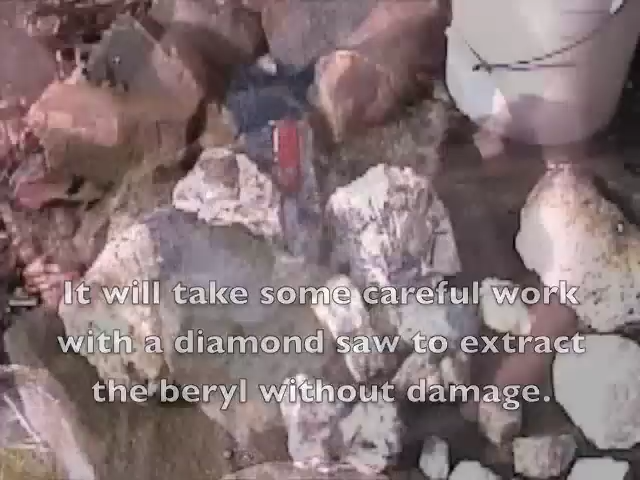 It will take some careful work
with a diamond saw to extract
the beryl without damage.